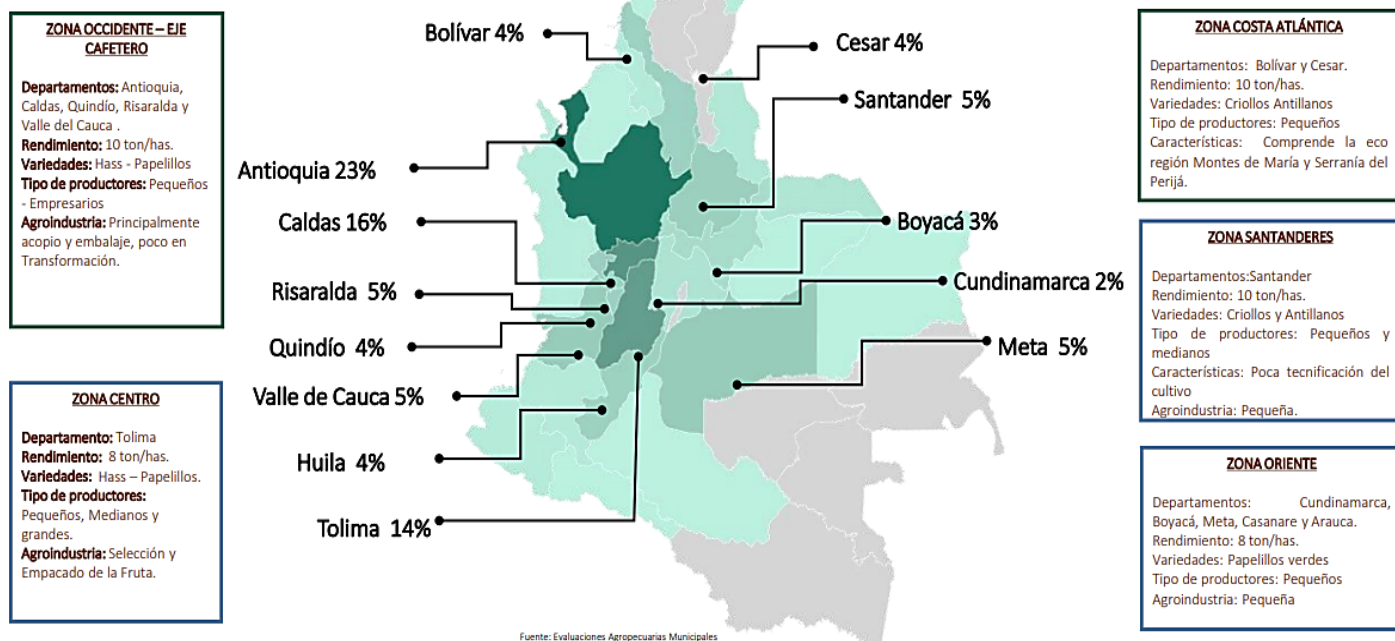 ZONA OCCIDENTE – EJE
CAFETERO
Departamentos: Antioquia,
Caldas, Quindío, Risaralda y
Valle del Cauca .
Rendimiento: 10 ton/has.
Variedades: Hass - Papelillos
Tipo de productores: Pequeños
- Empresarios
Agroindustria: Principalmente
acopio y embalaje, poco en
Transformación.
ZONA CENTRO
Departamento: Tolima
Rendimiento: 8 ton/has.
Variedades: Hass – Papelillos.
Tipo de productores:
Pequeños, Medianos y
grandes.
Agroindustria: Selección y
Empacado de la Fruta.
Bolívar 4%
Antioquia 23%
Caldas 16%
Risaralda 5%
Quindío 4%
Valle de Cauca 5%
Huila 4%
Tolima 14%
Cesar 4%
Santander 5%
Boyacá 3%
Cundinamarca 2%
Meta 5%
ZONA COSTA ATLÁNTICA
Departamentos: Bolívar y Cesar.
Rendimiento: 10 ton/has.
Variedades: Criollos Antillanos
Tipo de productores: Pequeños
Características: Comprende la eco
región Montes de María y Serranía del
Perijá.
ZONA SANTANDERES
Departamentos:Santander
Rendimiento: 10 ton/has.
Variedades: Criollos y Antillanos
Tipo de productores: Pequeños y
medianos
Características: Poca tecnificación del
cultivo
Agroindustria: Pequeña.
ZONA ORIENTE
Departamentos: Cundinamarca,
Boyacá, Meta, Casanare y Arauca.
Rendimiento: 8 ton/has.
Variedades: Papelillos verdes
Tipo de productores: Pequeños
Agroindustria: Pequeña
Fuente: Evaluaciones Agropecuarias Municipales